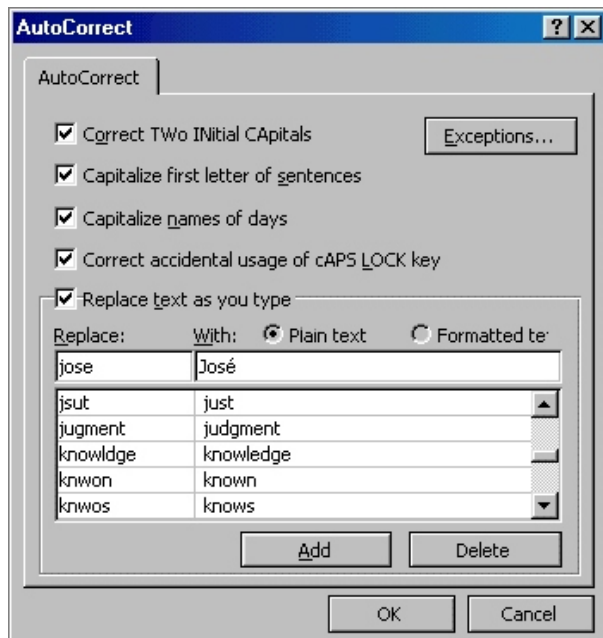 AutoCorrect
AutoCorrect
Correct TWo INitial CApitals
Exceptions...
Capitalize first letter of sentences
Capitalize names of days
Correct accidental usage of cAPS LOCK key
Replace text as you type
Replace: With: Plain text Formatted te
jose José
jsut just
jugment judgment
knowldge knowledge
knwon known
knwos knows
Add Delete
OK Cancel